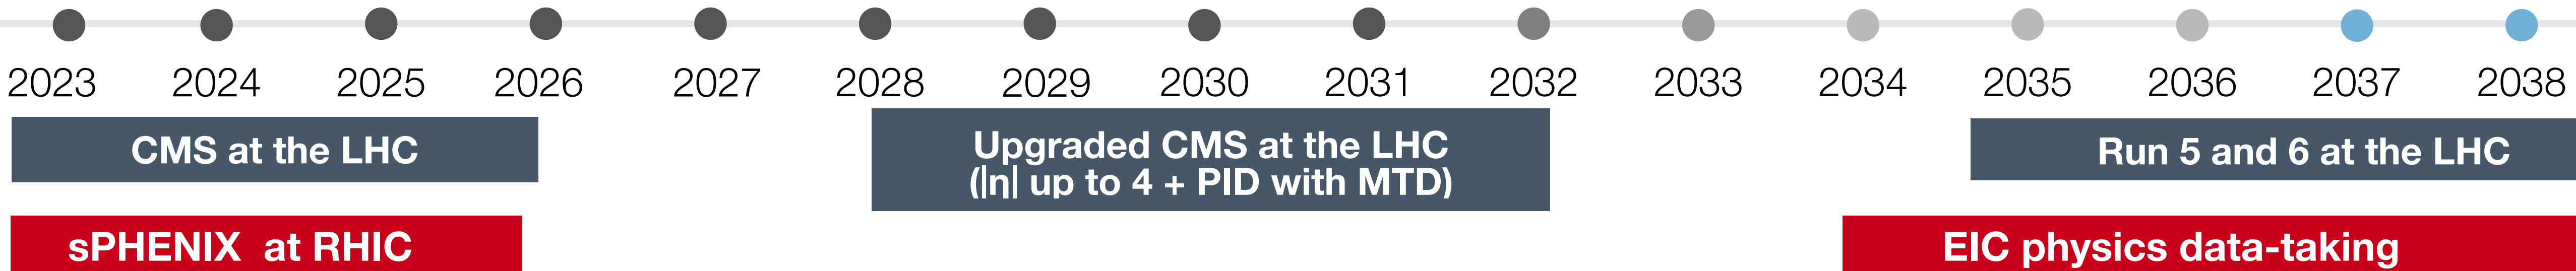 2023 2024 2025 2026 2027 2028 2029 2030 2031 2032 2033 2034 2035 2036 2037 2038
CMS at the LHC
Upgraded CMS at the LHC
(|η| up to 4 + PID with MTD)
Run 5 and 6 at the LHC
sPHENIX at RHIC
EIC physics data-taking